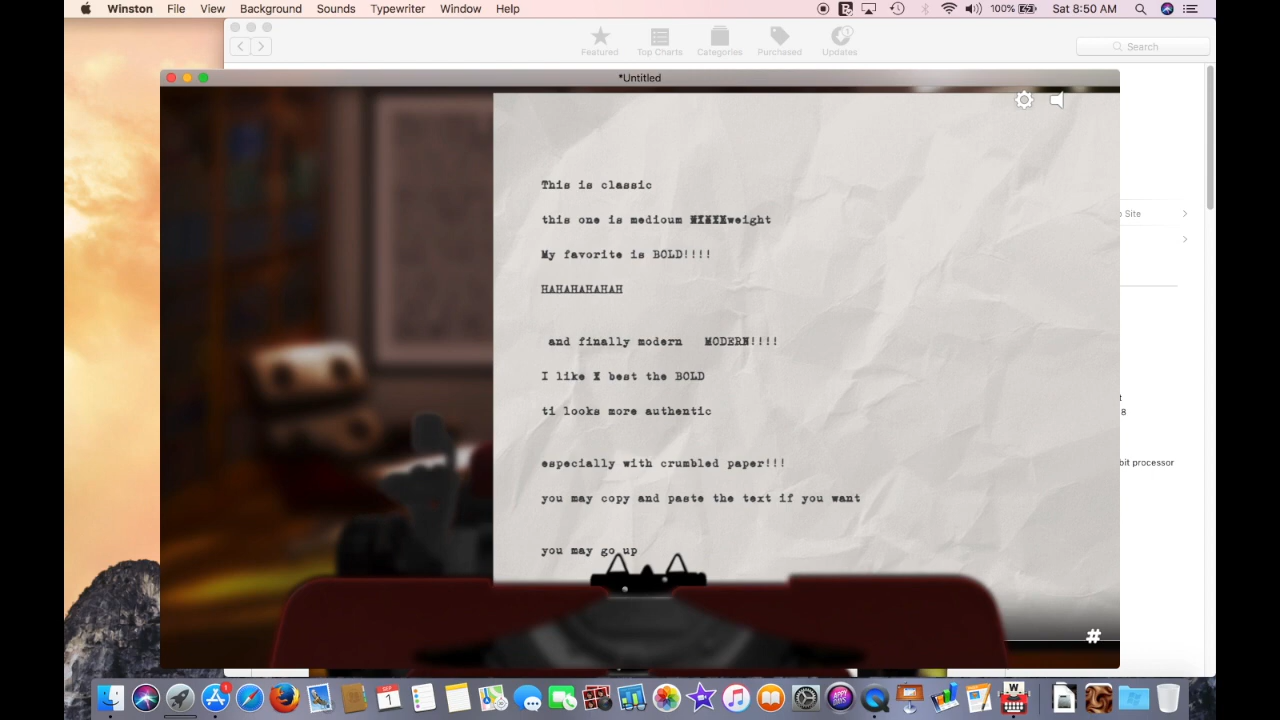 Winston File View Background Sounds Typewriter Window Help 100% Sat 8:50 AM
Featured Top Charts Categories Purchased Updates Search
*Untitled
This is classic
this one is medioum weight
Site
My favorite is BOLD!!!!
HAHAHAHAHAH
and finally modern MODERN!!!!
I like best the BOLD
t
8
ti looks more authentic
especially with crumbled paper!!!
bit processor
you may copy and paste the text if you want
you may go up
#